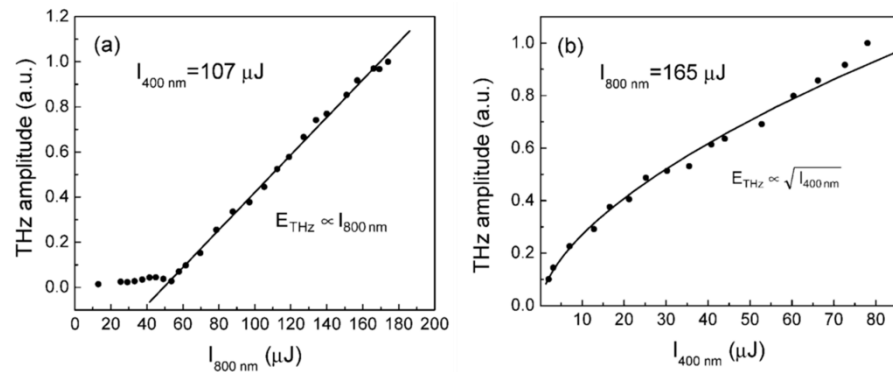 (a)
I400 nm=107 μJ
ETHz ∝ I800 nm
THz amplitude (a.u.)
1.0
0.8
0.6
0.4
0.2
0.0
0 20 40 60 80 100 120 140 160 180 200
I800 nm (μJ)
(b)
I800 nm=165 μJ
ETHz ∝ √I400 nm
THz amplitude (a.u.)
1.0
0.8
0.6
0.4
0.2
0.0
10 20 30 40 50 60 70 80
I400 nm (μJ)